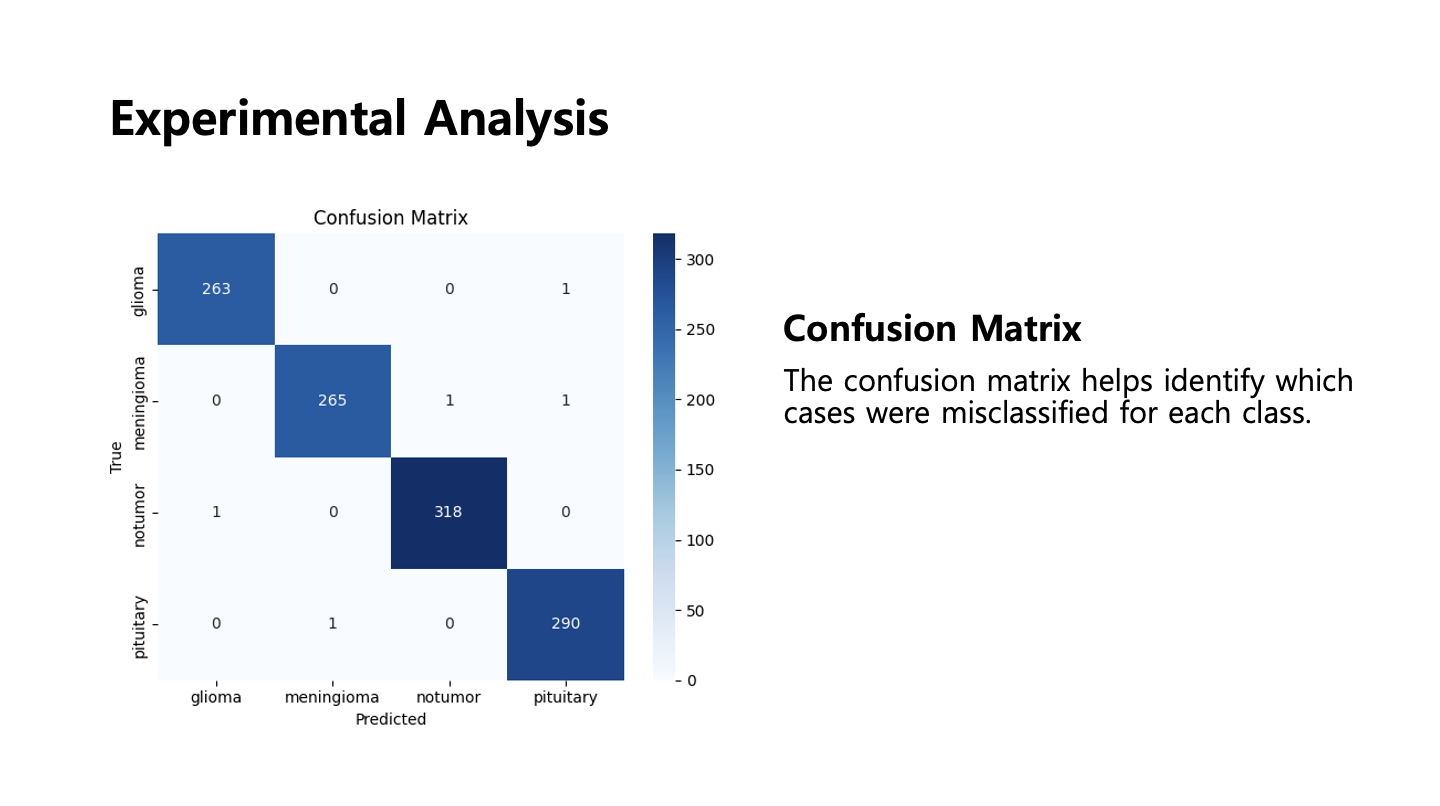 Experimental Analysis
Confusion Matrix
glioma
263 0 0 1
meningioma
0 265 1 1
notumor
1 0 318 0
pituitary
0 1 0 290
True
glioma meningioma notumor pituitary
Predicted
300
250
200
150
100
50
0
Confusion Matrix
The confusion matrix helps identify which
cases were misclassified for each class.